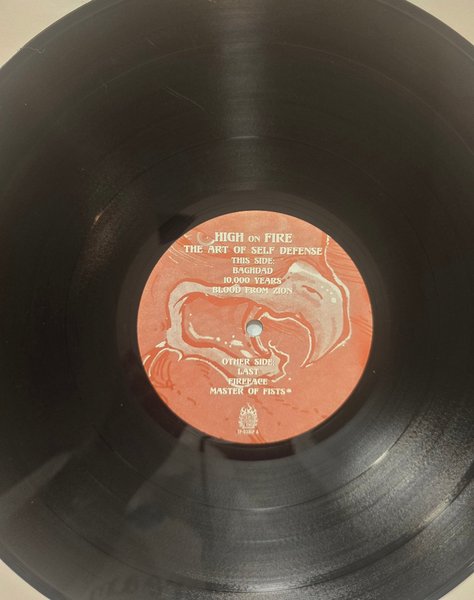 HIGH ON FIRE
THE ART OF SELF DEFENSE
THIS SIDE:
BAGHDAD
10,000 YEARS
BLOOD FROM ZION
OTHER SIDE:
LAST
FIREFACE
MASTER OF FISTS*